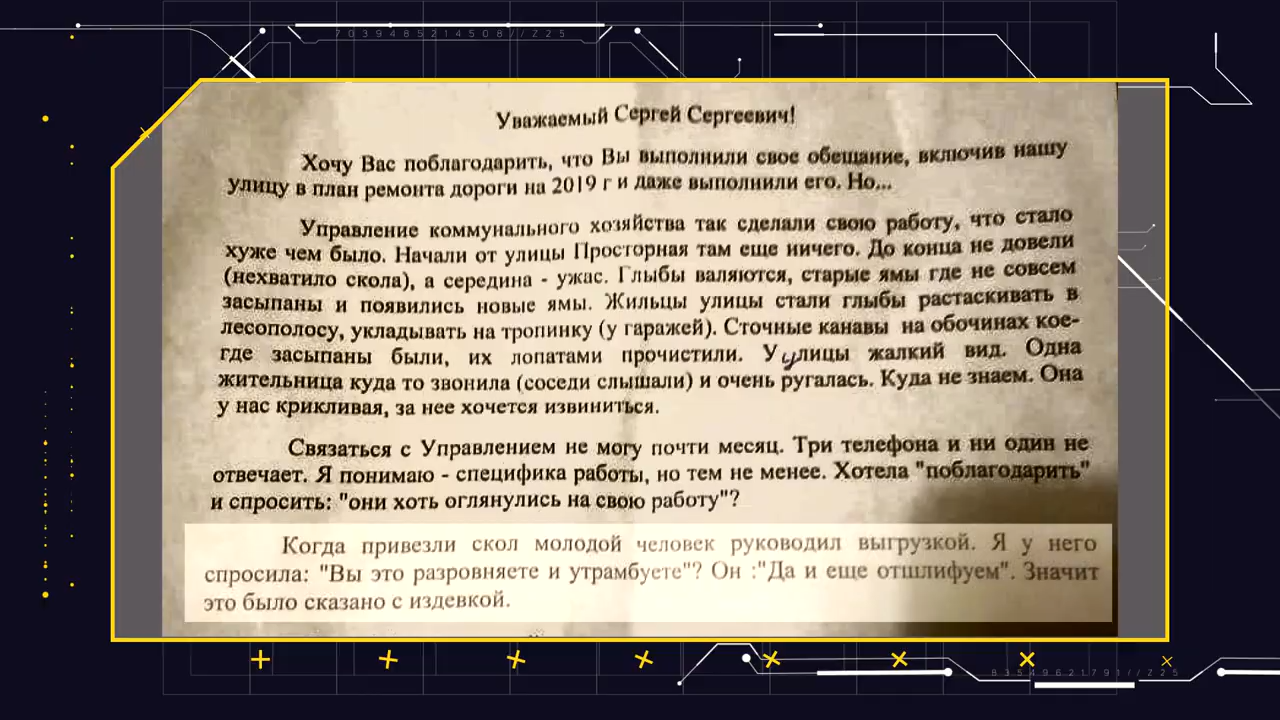 7039485214508//Z25
Уважаемый Сергей Сергеевич!
Хочу Вас поблагодарить, что Вы выполнили свое обещание, включив нашу
улицу в план ремонта дороги на 2019 г и даже выполнили его. Но...
Управление коммунального хозяйства так сделали свою работу, что стало
хуже чем было. Начали от улицы Просторная там еще ничего. До конца не довели
(нехватило скола), а середина - ужас. Глыбы валяются, старые ямы где не совсем
засыпаны и появились новые ямы. Жильцы улицы стали глыбы растаскивать в
лесополосу, укладывать на тропинку (у гаражей). Сточные канавы на обочинах кое-
где засыпаны были, их лопатами прочистили. У улицы жалкий вид. Одна
жительница куда то звонила (соседи слышали) и очень ругалась. Куда не знаем. Она
у нас крикливая, за нее хочется извиниться.
Связаться с Управлением не могу почти месяц. Три телефона и ни один не
отвечает. Я понимаю - специфика работы, но тем не менее. Хотела "поблагодарить"
и спросить: "они хоть оглянулись на свою работу"?
Когда привезли скол молодой человек руководил выгрузкой. Я у него
спросила: "Вы это разровняете и утрамбуете"? Он :"Да и еще отшлифуем". Значит
это было сказано с издевкой.
83549621791//Z25